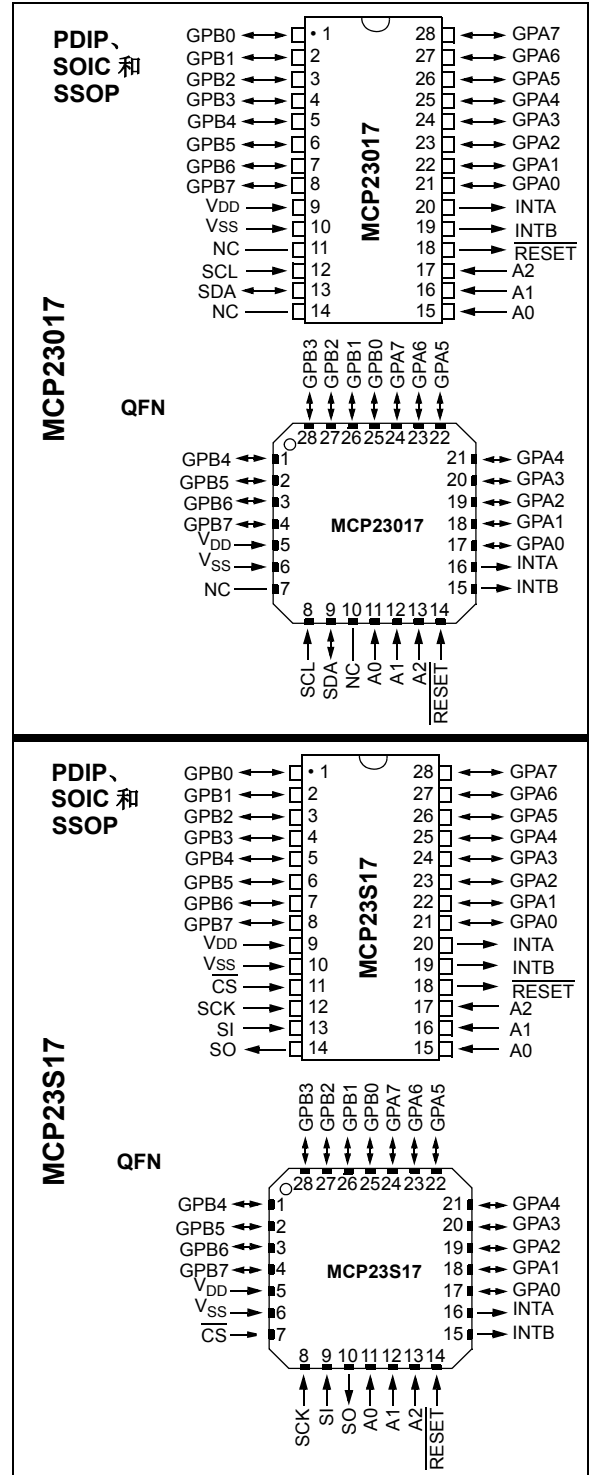 PDIP、
SOIC 和
SSOP
MCP23017
GPB0 1 28 GPA7
GPB1 2 27 GPA6
GPB2 3 26 GPA5
GPB3 4 25 GPA4
GPB4 5 24 GPA3
GPB5 6 23 GPA2
GPB6 7 22 GPA1
GPB7 8 21 GPA0
VDD 9 20 INTA
VSS 10 19 INTB
NC 11 18 RESET
SCL 12 17 A2
SDA 13 16 A1
NC 14 15 A0
MCP23017
QFN
GPB3 GPB2 GPB1 GPB0 GPA7 GPA6 GPA5
28 27 26 25 24 23 22
GPB4 1 21 GPA4
GPB5 2 20 GPA3
GPB6 3 19 GPA2
GPB7 4 18 GPA1
VDD 5 17 GPA0
VSS 6 16 INTA
NC 7 15 INTB
MCP23017
8 9 10 11 12 13 14
SCL SDA NC A0 A1 A2 RESET
PDIP、
SOIC 和
SSOP
MCP23S17
GPB0 1 28 GPA7
GPB1 2 27 GPA6
GPB2 3 26 GPA5
GPB3 4 25 GPA4
GPB4 5 24 GPA3
GPB5 6 23 GPA2
GPB6 7 22 GPA1
GPB7 8 21 GPA0
VDD 9 20 INTA
VSS 10 19 INTB
CS 11 18 RESET
SCK 12 17 A2
SI 13 16 A1
SO 14 15 A0
MCP23S17
QFN
GPB3 GPB2 GPB1 GPB0 GPA7 GPA6 GPA5
28 27 26 25 24 23 22
GPB4 1 21 GPA4
GPB5 2 20 GPA3
GPB6 3 19 GPA2
GPB7 4 18 GPA1
VDD 5 17 GPA0
VSS 6 16 INTA
CS 7 15 INTB
MCP23S17
8 9 10 11 12 13 14
SCK SI SO A0 A1 A2 RESET